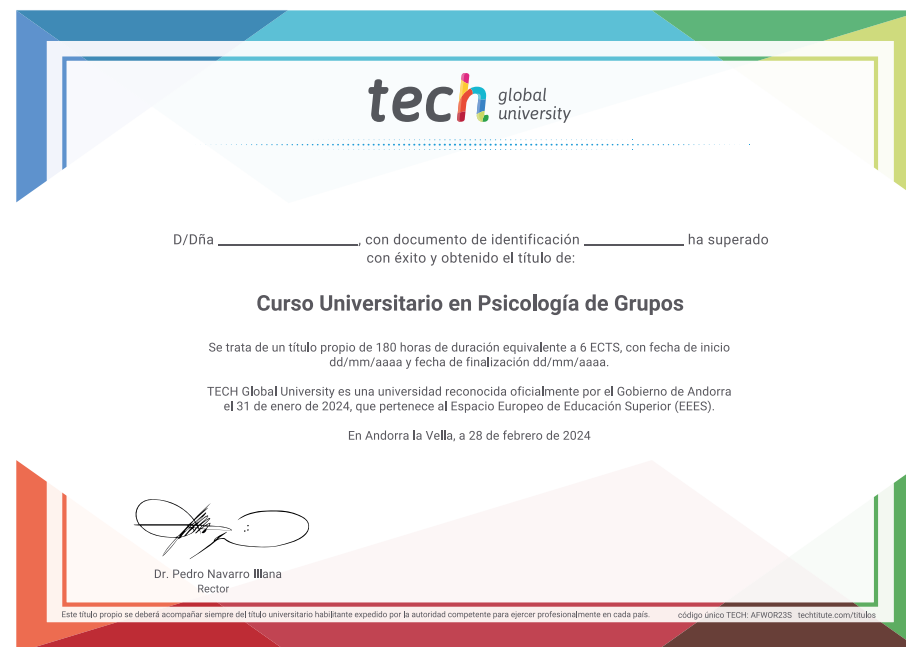 tech global university
D/Dña ____________________, con documento de identificación ______________ ha superado
con éxito y obtenido el título de:
Curso Universitario en Psicología de Grupos
Se trata de un título propio de 180 horas de duración equivalente a 6 ECTS, con fecha de inicio
dd/mm/aaaa y fecha de finalización dd/mm/aaaa.
TECH Global University es una universidad reconocida oficialmente por el Gobierno de Andorra
el 31 de enero de 2024, que pertenece al Espacio Europeo de Educación Superior (EEES).
En Andorra la Vella, a 28 de febrero de 2024
Dr. Pedro Navarro Illana
Rector
Este título propio se deberá acompañar siempre del título universitario habilitante expedido por la autoridad competente para ejercer profesionalmente en cada país. código único TECH: AFWOR23S techtitute.com/titulos